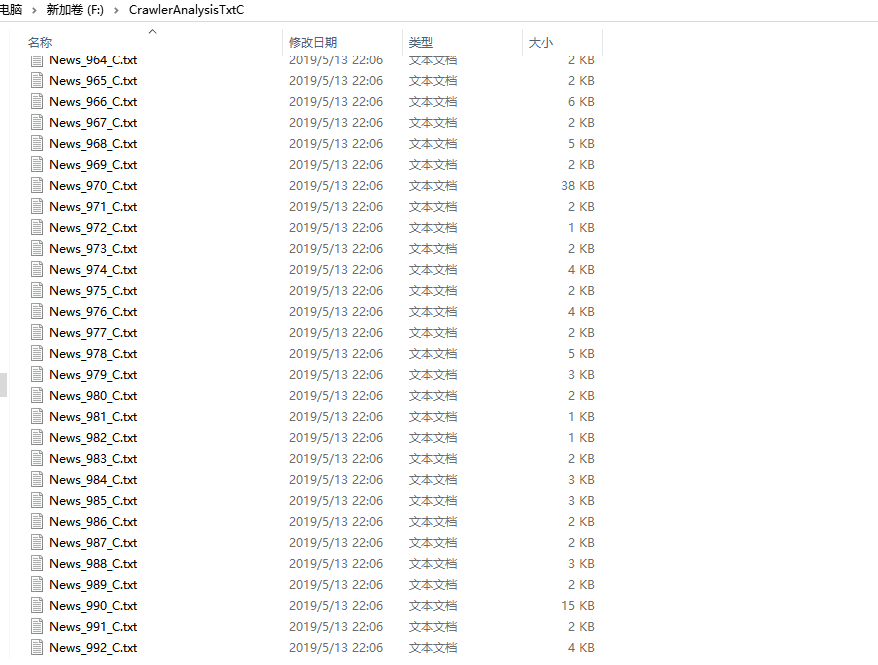 电脑 › 新加卷 (F:) › CrawlerAnalysisTxtC
名称 修改日期 类型 大小
News_964_C.txt 2019/5/13 22:06 文本文档 2 KB
News_965_C.txt 2019/5/13 22:06 文本文档 2 KB
News_966_C.txt 2019/5/13 22:06 文本文档 6 KB
News_967_C.txt 2019/5/13 22:06 文本文档 2 KB
News_968_C.txt 2019/5/13 22:06 文本文档 5 KB
News_969_C.txt 2019/5/13 22:06 文本文档 2 KB
News_970_C.txt 2019/5/13 22:06 文本文档 38 KB
News_971_C.txt 2019/5/13 22:06 文本文档 2 KB
News_972_C.txt 2019/5/13 22:06 文本文档 1 KB
News_973_C.txt 2019/5/13 22:06 文本文档 2 KB
News_974_C.txt 2019/5/13 22:06 文本文档 4 KB
News_975_C.txt 2019/5/13 22:06 文本文档 2 KB
News_976_C.txt 2019/5/13 22:06 文本文档 4 KB
News_977_C.txt 2019/5/13 22:06 文本文档 2 KB
News_978_C.txt 2019/5/13 22:06 文本文档 5 KB
News_979_C.txt 2019/5/13 22:06 文本文档 3 KB
News_980_C.txt 2019/5/13 22:06 文本文档 2 KB
News_981_C.txt 2019/5/13 22:06 文本文档 1 KB
News_982_C.txt 2019/5/13 22:06 文本文档 1 KB
News_983_C.txt 2019/5/13 22:06 文本文档 2 KB
News_984_C.txt 2019/5/13 22:06 文本文档 3 KB
News_985_C.txt 2019/5/13 22:06 文本文档 3 KB
News_986_C.txt 2019/5/13 22:06 文本文档 2 KB
News_987_C.txt 2019/5/13 22:06 文本文档 2 KB
News_988_C.txt 2019/5/13 22:06 文本文档 3 KB
News_989_C.txt 2019/5/13 22:06 文本文档 2 KB
News_990_C.txt 2019/5/13 22:06 文本文档 15 KB
News_991_C.txt 2019/5/13 22:06 文本文档 2 KB
News_992_C.txt 2019/5/13 22:06 文本文档 4 KB